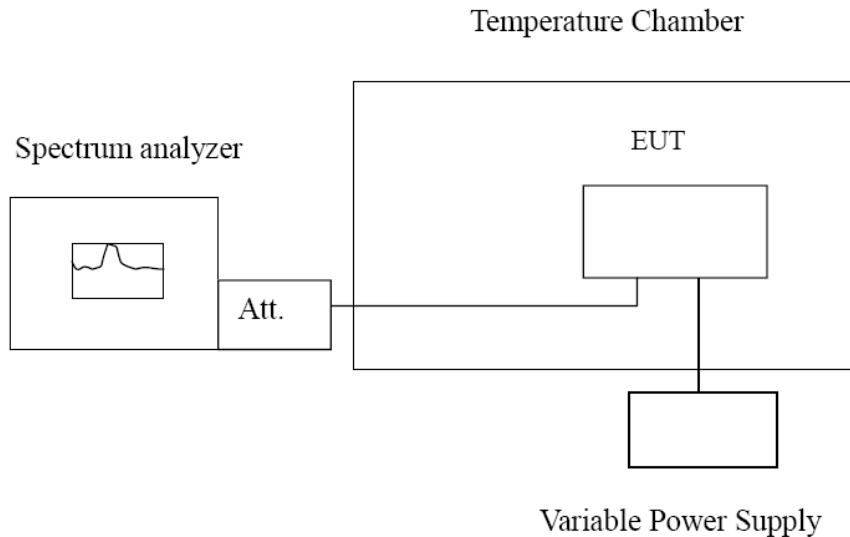 Temperature Chamber
Spectrum analyzer
EUT
Att.
Variable Power Supply